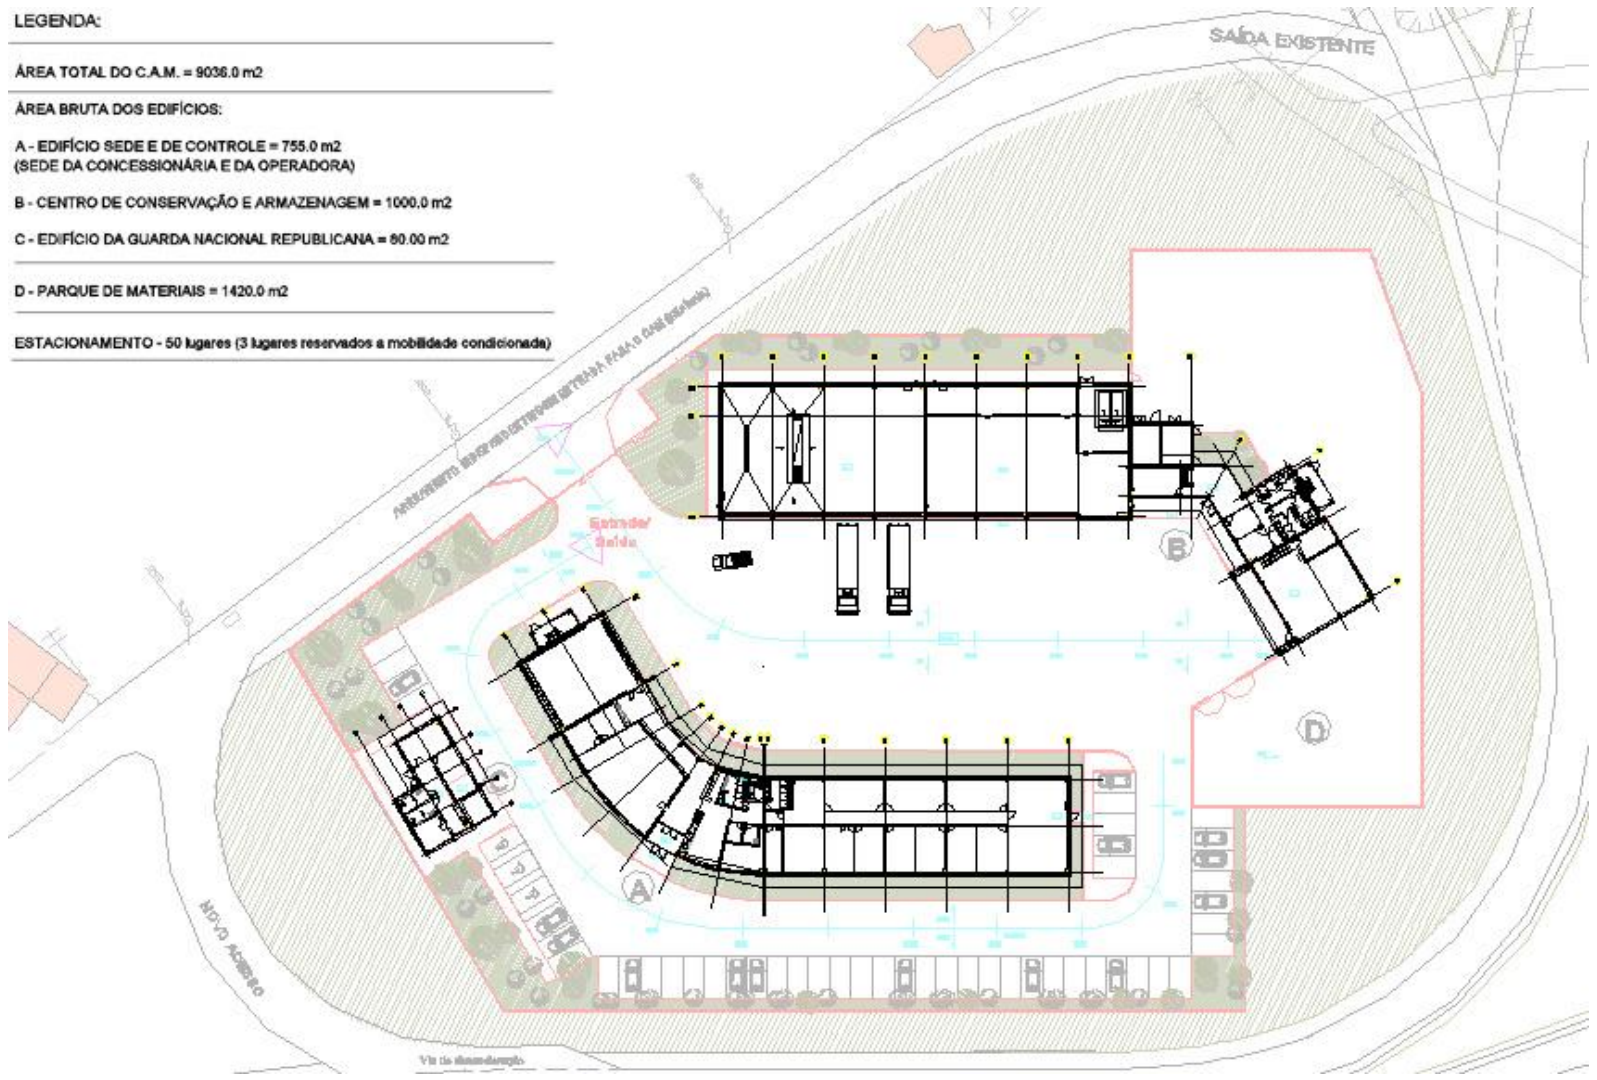 LEGENDA:
ÁREA TOTAL DO C.A.M. = 9036.0 m2
ÁREA BRUTA DOS EDIFÍCIOS:
A - EDIFÍCIO SEDE E DE CONTROLE = 755.0 m2
(SEDE DA CONCESSIONÁRIA E DA OPERADORA)
B - CENTRO DE CONSERVAÇÃO E ARMAZENAGEM = 1000.0 m2
C - EDIFÍCIO DA GUARDA NACIONAL REPUBLICANA = 80.00 m2
D - PARQUE DE MATERIAIS = 1420.0 m2
ESTACIONAMENTO - 50 lugares (3 lugares reservados a mobilidade condicionada)
SAÍDA EXISTENTE
Entrada/
Saída
B
D
C
A
NOVO ACESSO
Via de